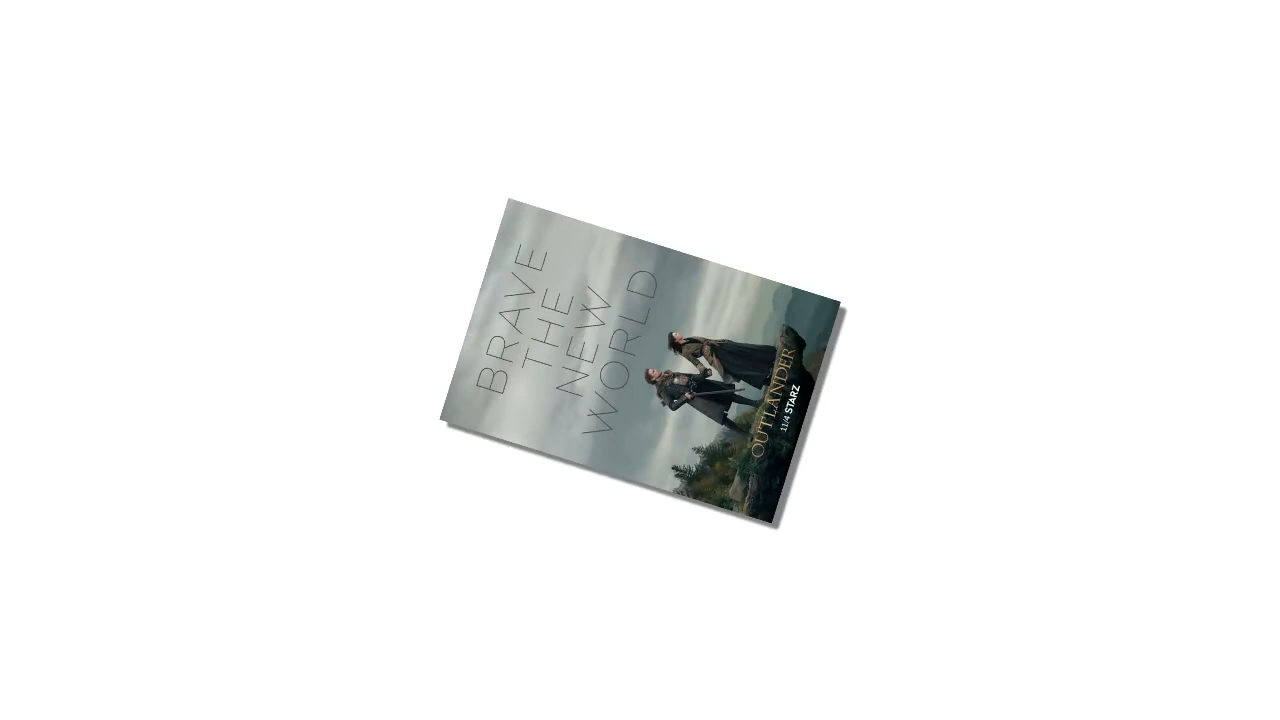 BRAVE
THE
NEW
WORLD
OUTLANDER
11/4 STARZ